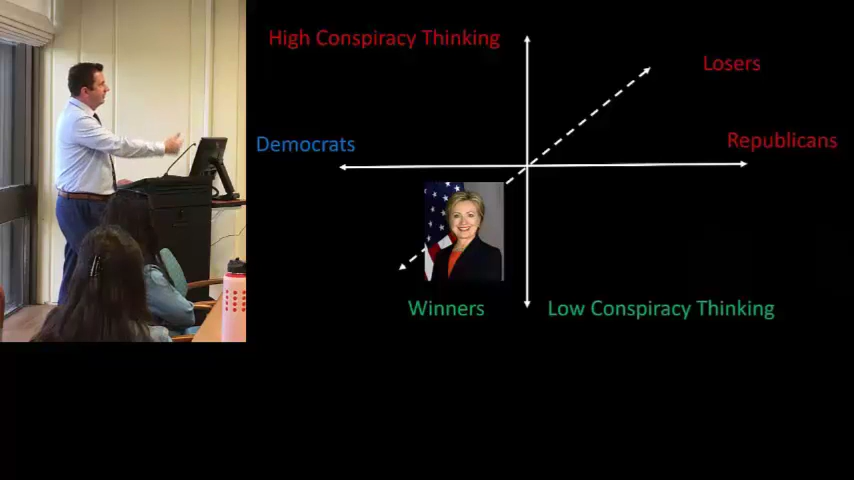 High Conspiracy Thinking
Losers
Democrats
Republicans
Winners
Low Conspiracy Thinking